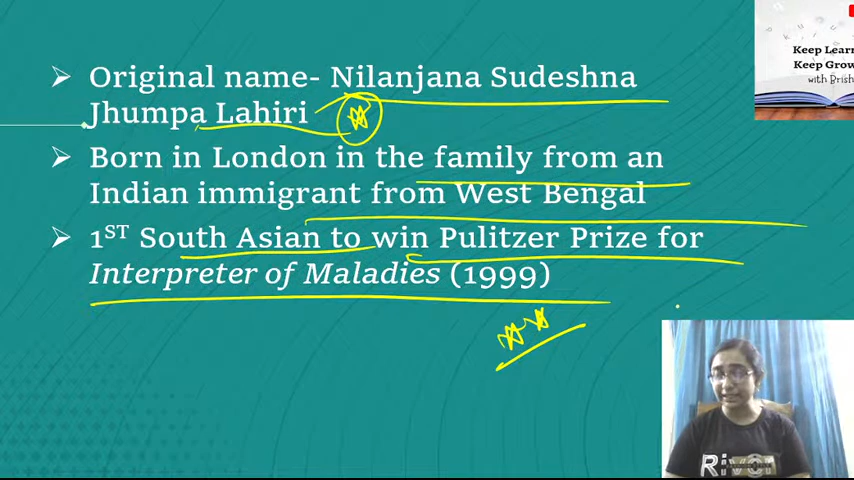 Original name- Nilanjana Sudeshna
Jhumpa Lahiri
Born in London in the family from an
Indian immigrant from West Bengal
1ST South Asian to win Pulitzer Prize for
Interpreter of Maladies (1999)
Keep Learn
Keep Grow
with Brish